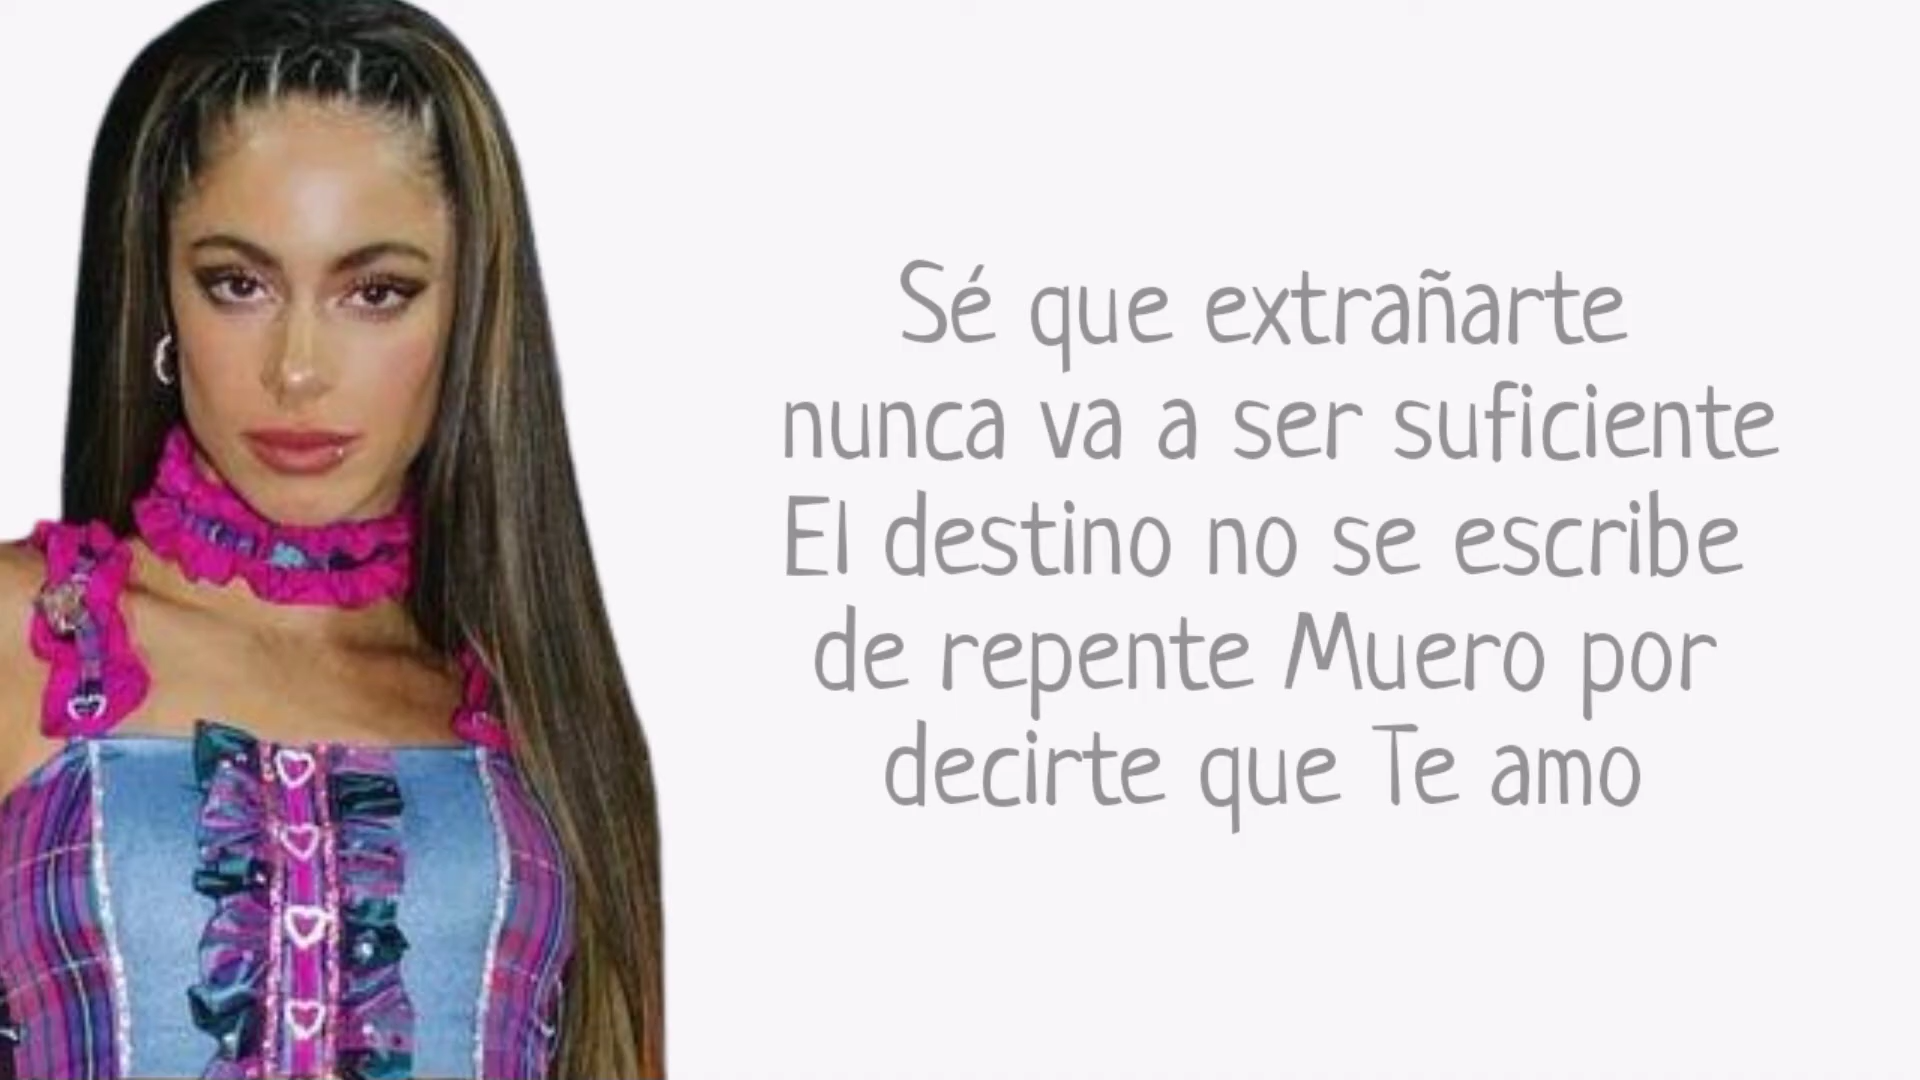 Sé que extrañarte
nunca va a ser suficiente
El destino no se escribe
de repente Muero por
decirte que Te amo